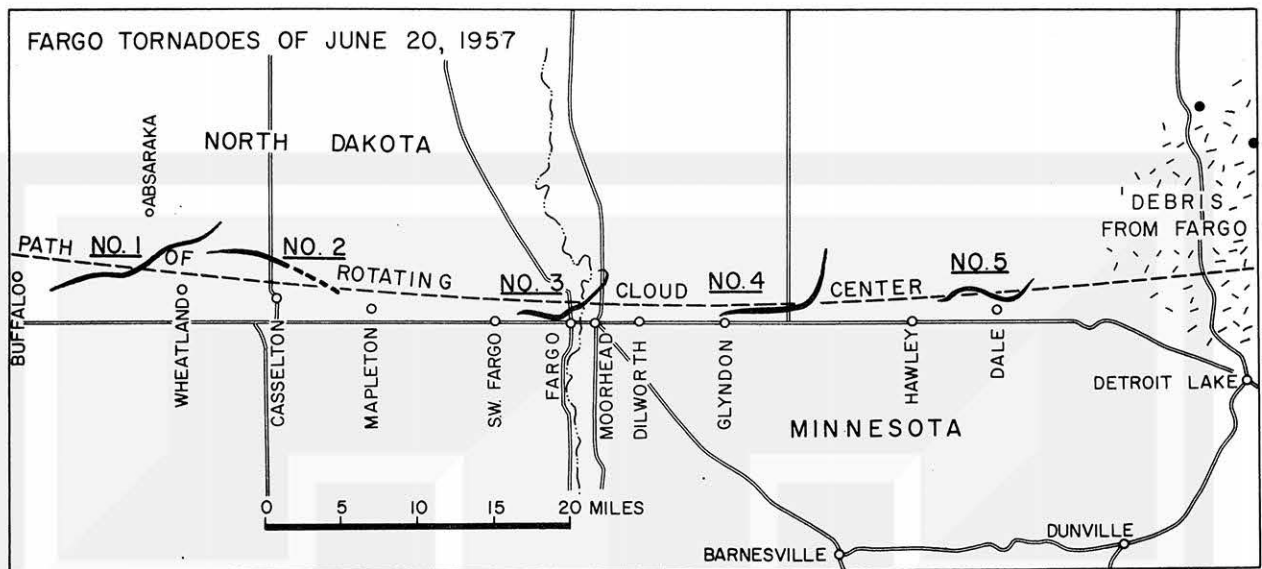 FARGO TORNADOES OF JUNE 20, 1957
ABSARAKA
NORTH DAKOTA
DEBRIS
FROM FARGO
PATH OF ROTATING CLOUD CENTER
NO. 1
NO. 2
NO. 3
NO. 4
NO. 5
BUFFALO
WHEATLAND
CASSELTON
MAPLETON
S.W. FARGO
FARGO
MOORHEAD
DILWORTH
GLYNDON
HAWLEY
DALE
DETROIT LAKE
MINNESOTA
0 5 10 15 20 MILES
BARNESVILLE
DUNVILLE